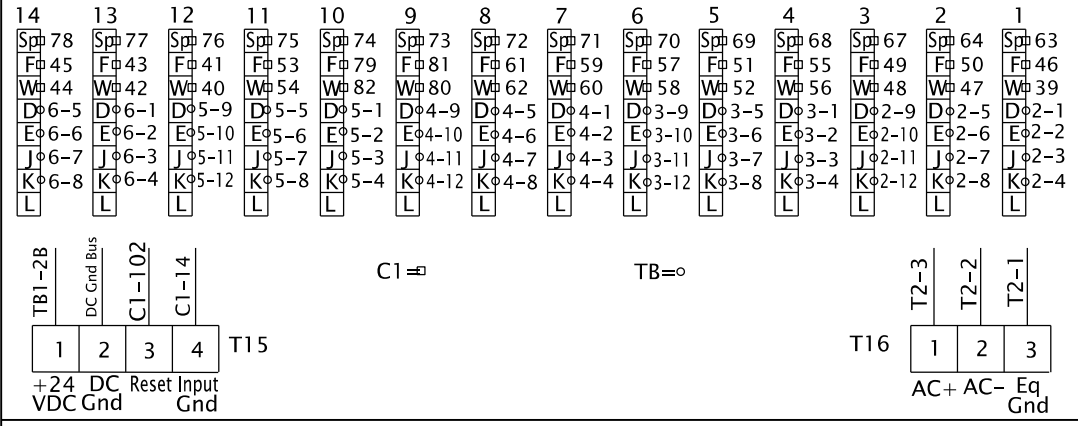 14 13 12 11 10 9 8 7 6 5 4 3 2 1
Sp 78 Sp 77 Sp 76 Sp 75 Sp 74 Sp 73 Sp 72 Sp 71 Sp 70 Sp 69 Sp 68 Sp 67 Sp 64 Sp 63
F 45 F 43 F 41 F 53 F 79 F 81 F 61 F 59 F 57 F 51 F 55 F 49 F 50 F 46
W 44 W 42 W 40 W 54 W 82 W 80 W 62 W 60 W 58 W 52 W 56 W 48 W 47 W 39
D 6-5 D 6-1 D 5-9 D 5-5 D 5-1 D 4-9 D 4-5 D 4-1 D 3-9 D 3-5 D 3-1 D 2-9 D 2-5 D 2-1
E 6-6 E 6-2 E 5-10 E 5-6 E 5-2 E 4-10 E 4-6 E 4-2 E 3-10 E 3-6 E 3-2 E 2-10 E 2-6 E 2-2
J 6-7 J 6-3 J 5-11 J 5-7 J 5-3 J 4-11 J 4-7 J 4-3 J 3-11 J 3-7 J 3-3 J 2-11 J 2-7 J 2-3
K 6-8 K 6-4 K 5-12 K 5-8 K 5-4 K 4-12 K 4-8 K 4-4 K 3-12 K 3-8 K 3-4 K 2-12 K 2-8 K 2-4
L L L L L L L L L L L L L L
TB1-2B DC Gnd Bus C1-102 C1-14 C1= TB= T2-3 T2-2 T2-1
1 2 3 4 T15 T16 1 2 3
+24 DC Reset Input AC+ AC- Eq
VDC Gnd Gnd Gnd